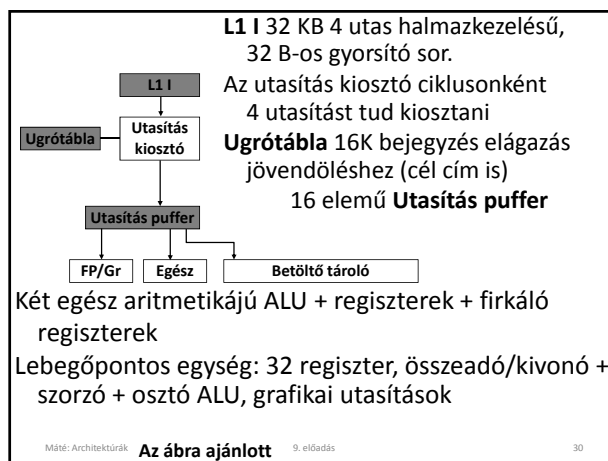 L1 I 32 KB 4 utas halmazkezelésű,
32 B-os gyorsító sor.
L1 I
Az utasítás kiosztó ciklusonként
4 utasítást tud kiosztani
Ugrótábla
Utasítás
kiosztó
Ugrótábla 16K bejegyzés elágazás
jövendöléshez (cél cím is)
16 elemű Utasítás puffer
Utasítás puffer
FP/Gr
Egész
Betöltő tároló
Két egész aritmetikájú ALU + regiszterek + firkáló
regiszterek
Lebegőpontos egység: 32 regiszter, összeadó/kivonó +
szorzó + osztó ALU, grafikai utasítások
Máté: Architektúrák
Az ábra ajánlott
9. előadás
30